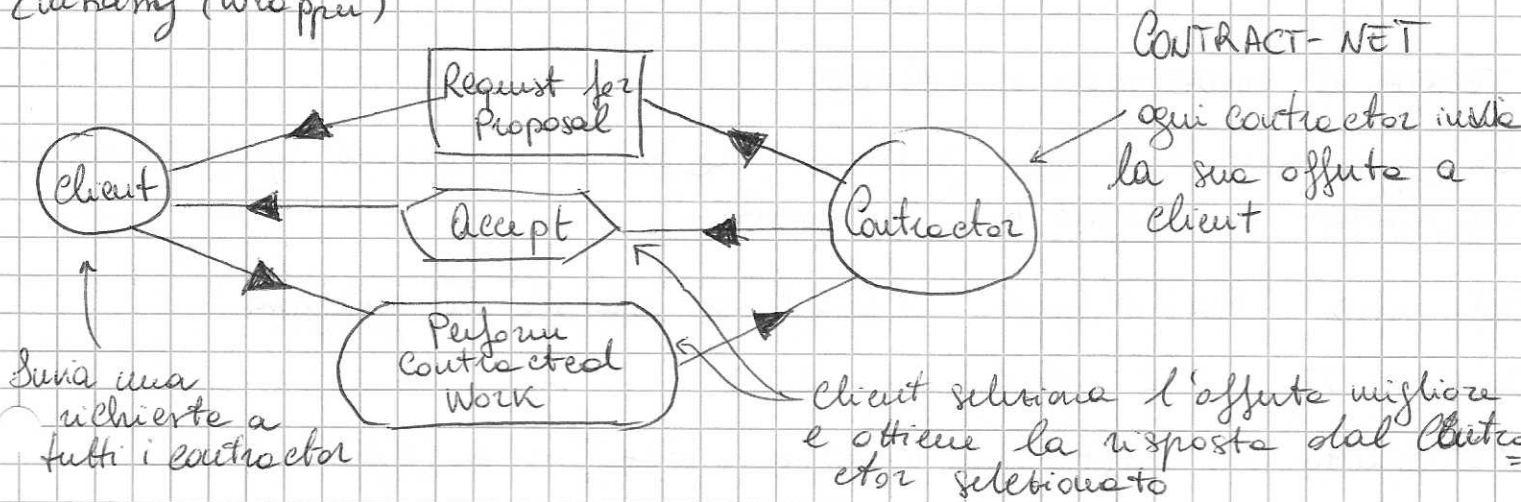 (Wrapper)
CONTRACT-NET
Request for
Proposal
ogni contractor invia
la sua offerta a
client
Client
Accept
Contractor
Perform
Contracted
Work
Invia una
richiesta a
tutti i contractor
Client seleziona l'offerta migliore
e ottiene la risposta dal Contra=
ctor selezionato